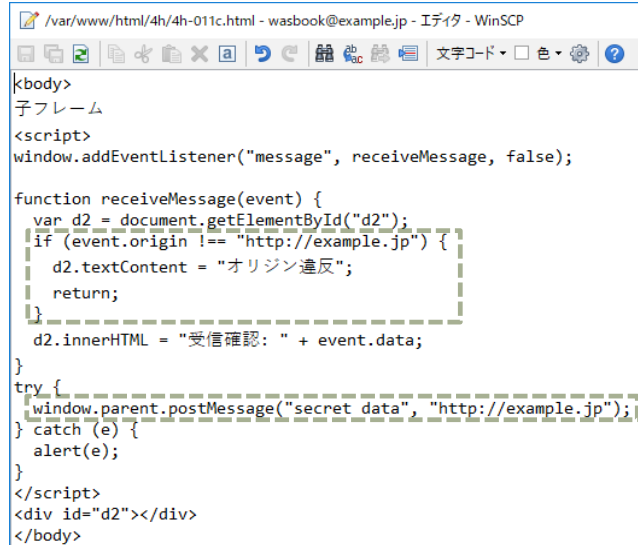 /var/www/html/4h/4h-011c.html - wasbook@example.jp - エディタ - WinSCP
文字コード 色
<body>
子フレーム
<script>
window.addEventListener("message", receiveMessage, false);
function receiveMessage(event) {
  var d2 = document.getElementById("d2");
  if (event.origin !== "http://example.jp") {
    d2.textContent = "オリジン違反";
    return;
  }
  d2.innerHTML = "受信確認: " + event.data;
}
try {
  window.parent.postMessage("secret data", "http://example.jp");
} catch (e) {
  alert(e);
}
</script>
<div id="d2"></div>
</body>